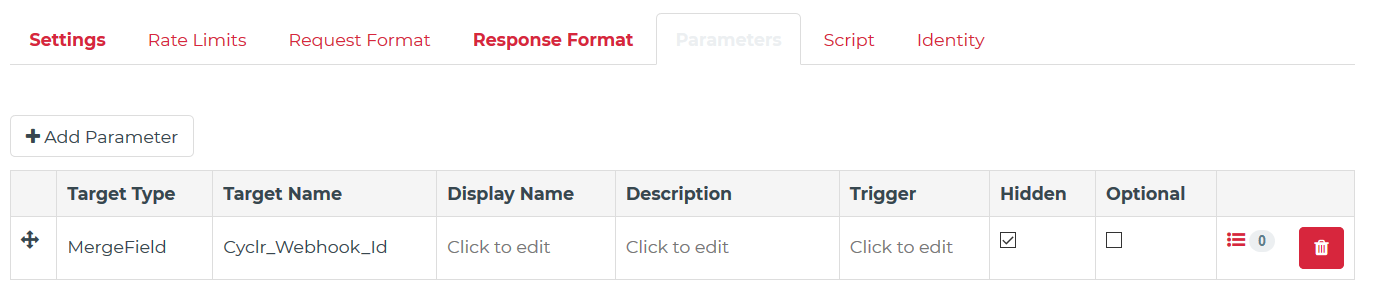 Settings Rate Limits Request Format Response Format Parameters Script Identity
Add Parameter
Target Type Target Name Display Name Description Trigger Hidden Optional
MergeField Cyclr_Webhook_Id Click to edit Click to edit Click to edit 0